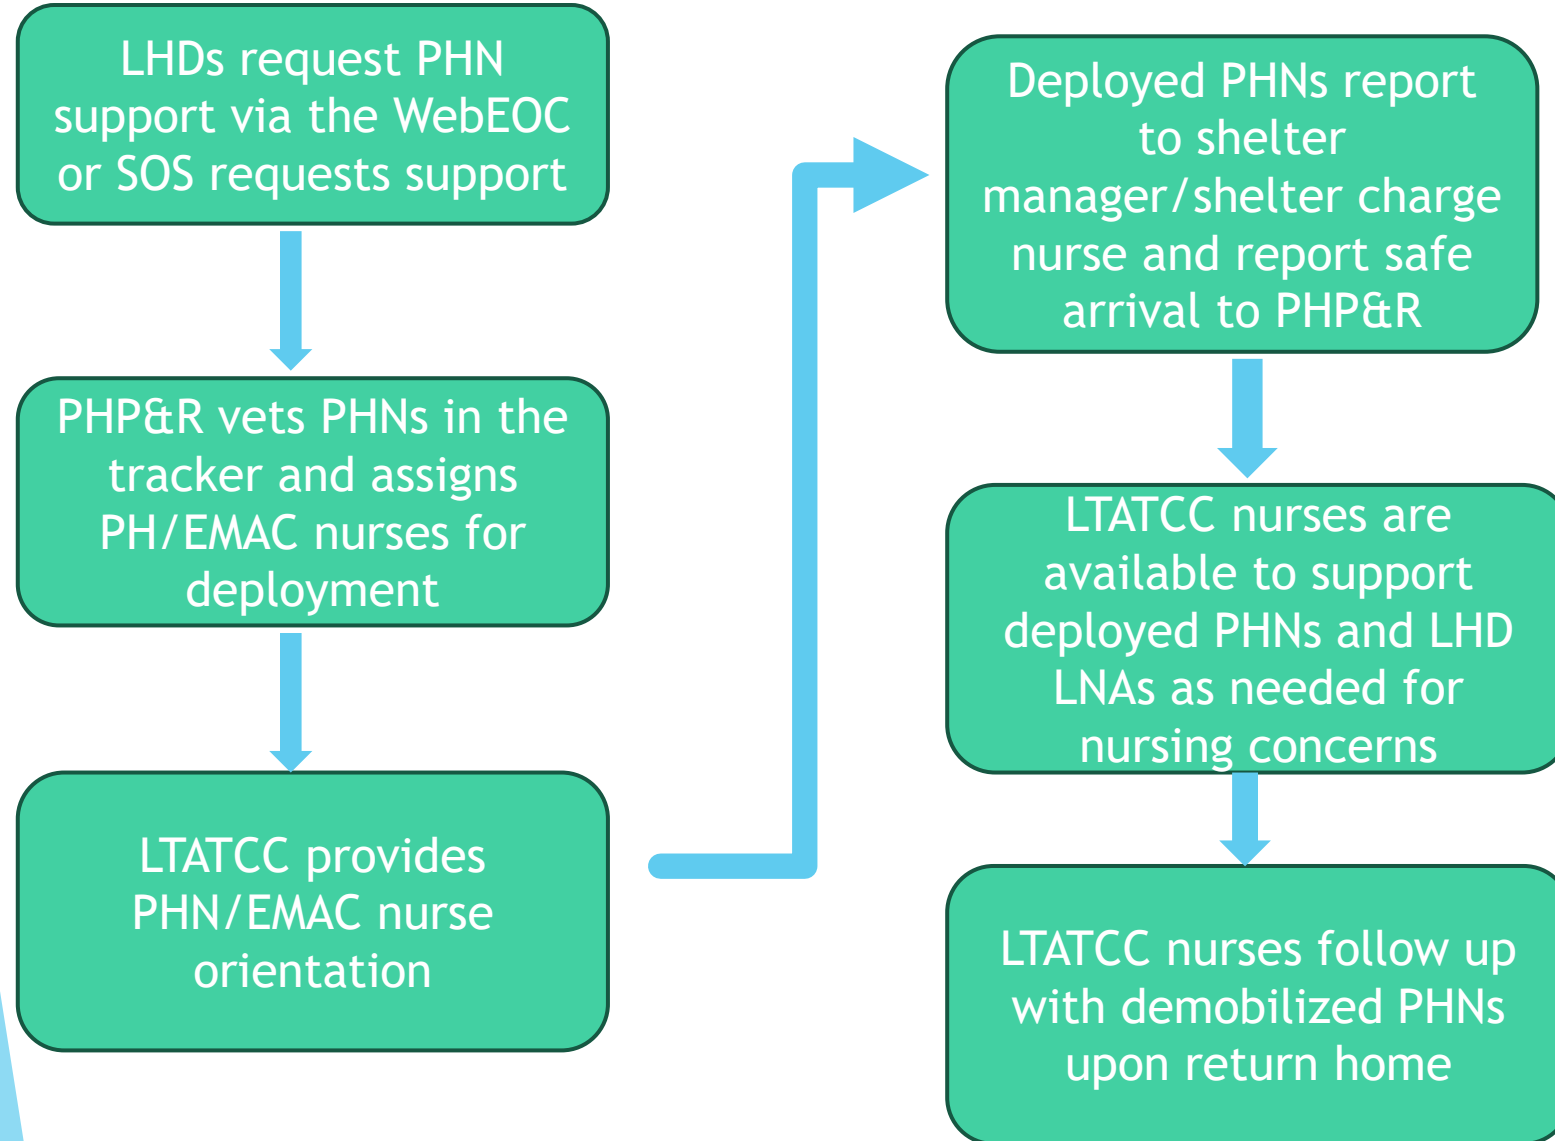 LHDs request PHN
support via the WebEOC
or SOS requests support
PHP&R vets PHNs in the
tracker and assigns
PH/EMAC nurses for
deployment
LTATCC provides
PHN/EMAC nurse
orientation
Deployed PHNs report
to shelter
manager/shelter charge
nurse and report safe
arrival to PHP&R
LTATCC nurses are
available to support
deployed PHNs and LHD
LNAs as needed for
nursing concerns
LTATCC nurses follow up
with demobilized PHNs
upon return home